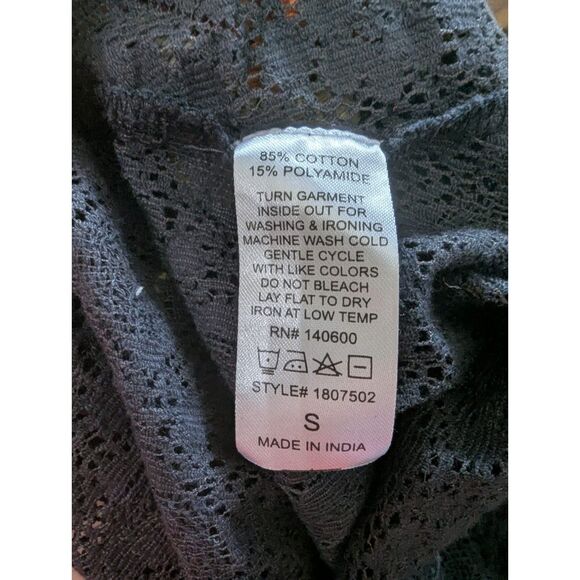 85% COTTON
15% POLYAMIDE
TURN GARMENT
INSIDE OUT FOR
WASHING & IRONING
MACHINE WASH COLD
GENTLE CYCLE
WITH LIKE COLORS
DO NOT BLEACH
LAY FLAT TO DRY
IRON AT LOW TEMP
RN# 140600
STYLE# 1807502
S
MADE IN INDIA